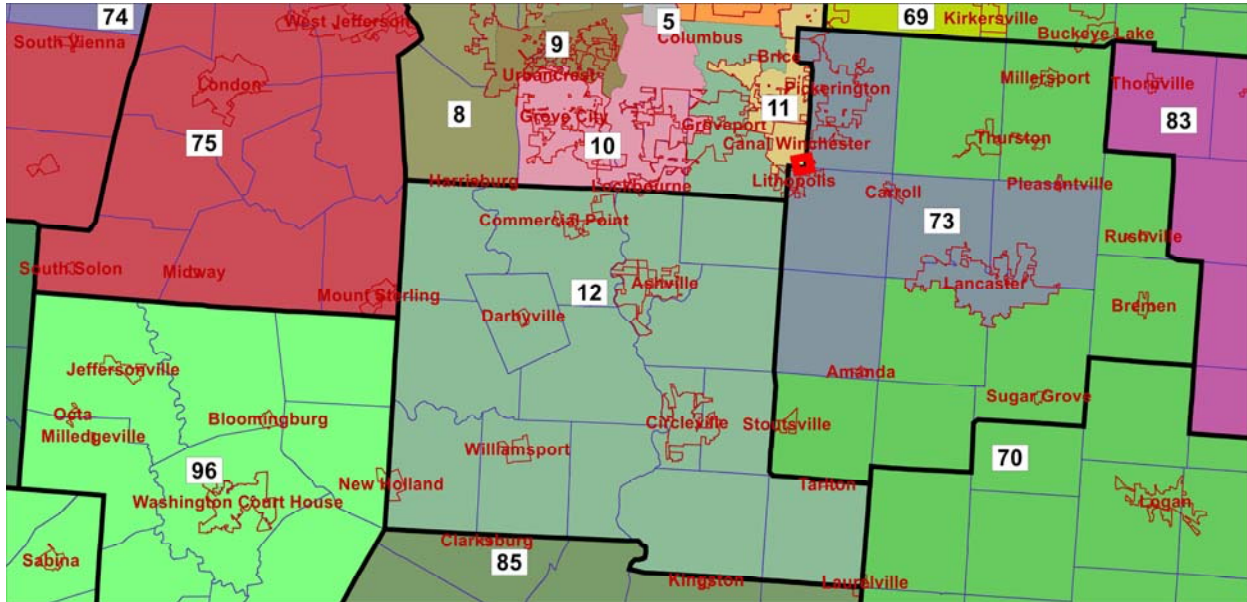 74
5
69
Kirkersville
West Jefferson
South Vienna
9
Columbus
Buckeye Lake
Brice
Urbancrest
Millersport
Thornville
London
Pickerington
8
11
83
75
Grove City
Groveport
10
Canal Winchester
Thurston
Harrisburg
Lockbourne
Lithopolis
Carroll
Pleasantville
Commercial Point
73
Rushville
South Solon
Midway
Mount Sterling
12
Ashville
Lancaster
Darbyville
Bremen
Jeffersonville
Amanda
Sugar Grove
Octa
Bloomingburg
Milledgeville
Circleville
Stoutsville
Williamsport
96
70
New Holland
Tarlton
Washington Court House
Logan
Clarksburg
Sabina
85
Kingston
Laurelville